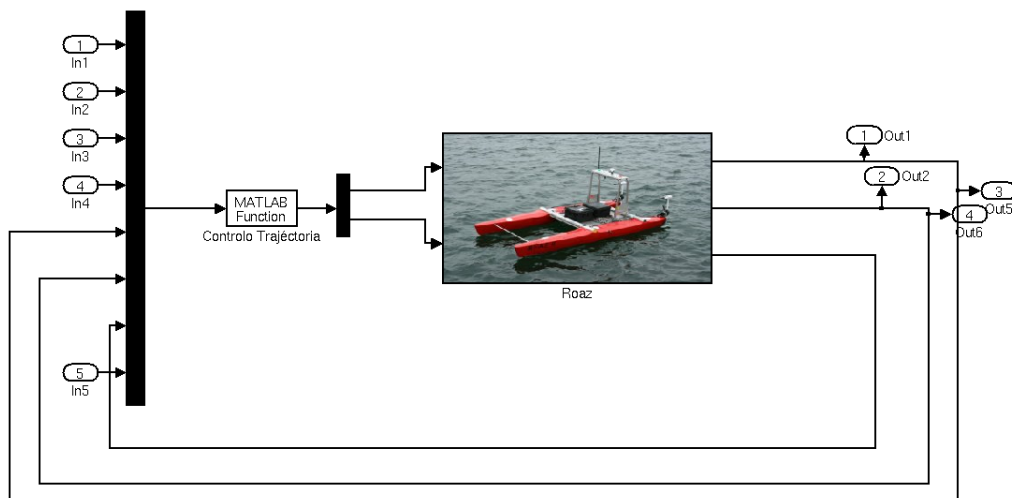 1
In1
2
In2
3
In3
4
In4
5
In5
MATLAB
Function
Controlo Trajéctoria
Roaz
1
Out1
2
Out2
3
Out5
4
Out6